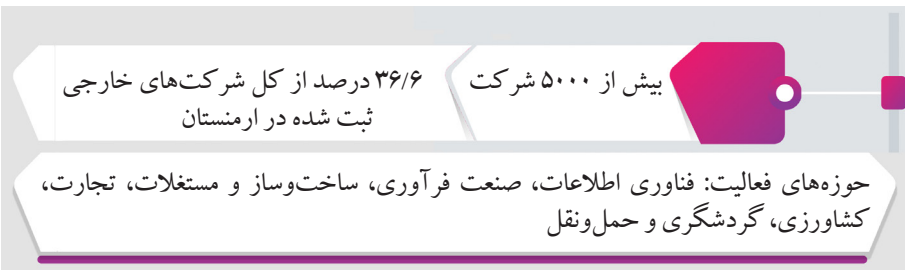 بیش از ۵۰۰۰ شرکت
۳۶/۶ درصد از کل شرکت‌های خارجی
ثبت شده در ارمنستان
حوزه‌های فعالیت: فناوری اطلاعات، صنعت فرآوری، ساخت‌وساز و مستغلات، تجارت،
کشاورزی، گردشگری و حمل‌ونقل